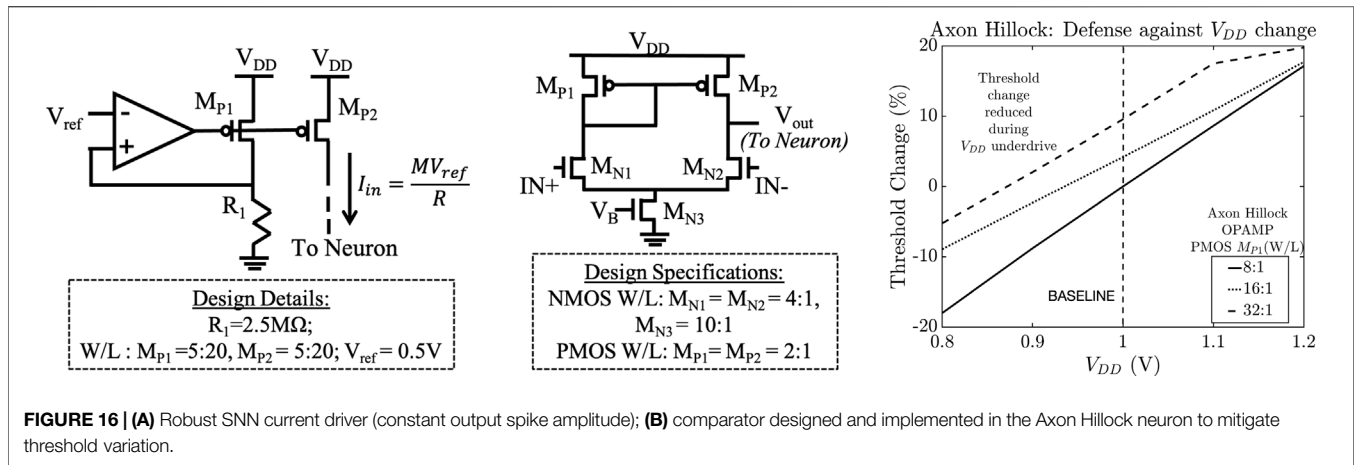 V_DD V_DD
M_P1
M_P2
V_ref
-
+
I_in = MV_ref / R
R_1
To Neuron
Design Details:
R_1=2.5MΩ;
W/L : M_P1 =5:20, M_P2 = 5:20; V_ref = 0.5V
V_DD
M_P1
M_P2
V_out
(To Neuron)
M_N1
M_N2
IN+
IN-
V_B
M_N3
Design Specifications:
NMOS W/L: M_N1 = M_N2 = 4:1,
M_N3 = 10:1
PMOS W/L: M_P1 = M_P2 = 2:1
Axon Hillock: Defense against V_DD change
Threshold Change (%)
20
10
0
-10
-20
Threshold
change
reduced
during
V_DD underdrive
BASELINE
Axon Hillock
OPAMP
PMOS M_P1(W/L)
8:1
16:1
32:1
0.8 0.9 1 1.1 1.2
V_DD (V)
FIGURE 16 | (A) Robust SNN current driver (constant output spike amplitude); (B) comparator designed and implemented in the Axon Hillock neuron to mitigate
threshold variation.